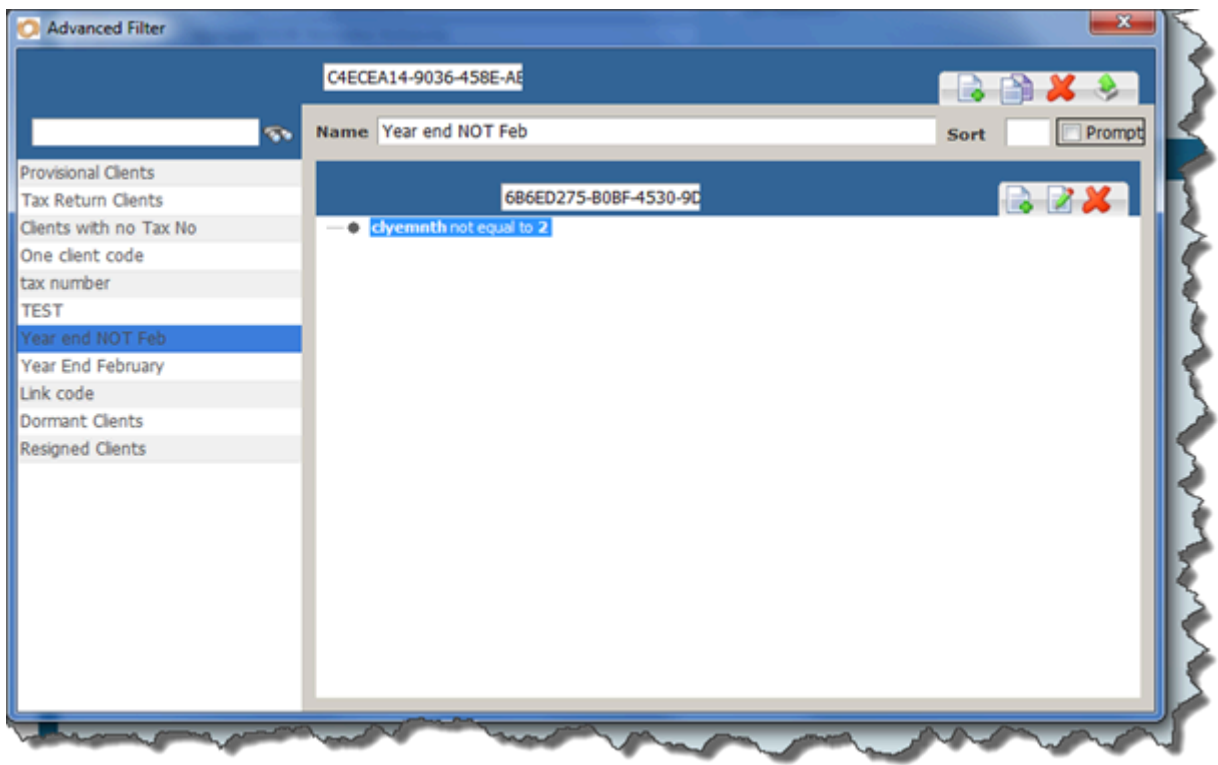 Advanced Filter
C4ECEA14-9036-458E-AE
Name Year end NOT Feb Sort Prompt
6B6ED275-B0BF-4530-9D
clyemnth not equal to 2
Provisional Clients
Tax Return Clients
Clients with no Tax No
One client code
tax number
TEST
Year end NOT Feb
Year End February
Link code
Dormant Clients
Resigned Clients